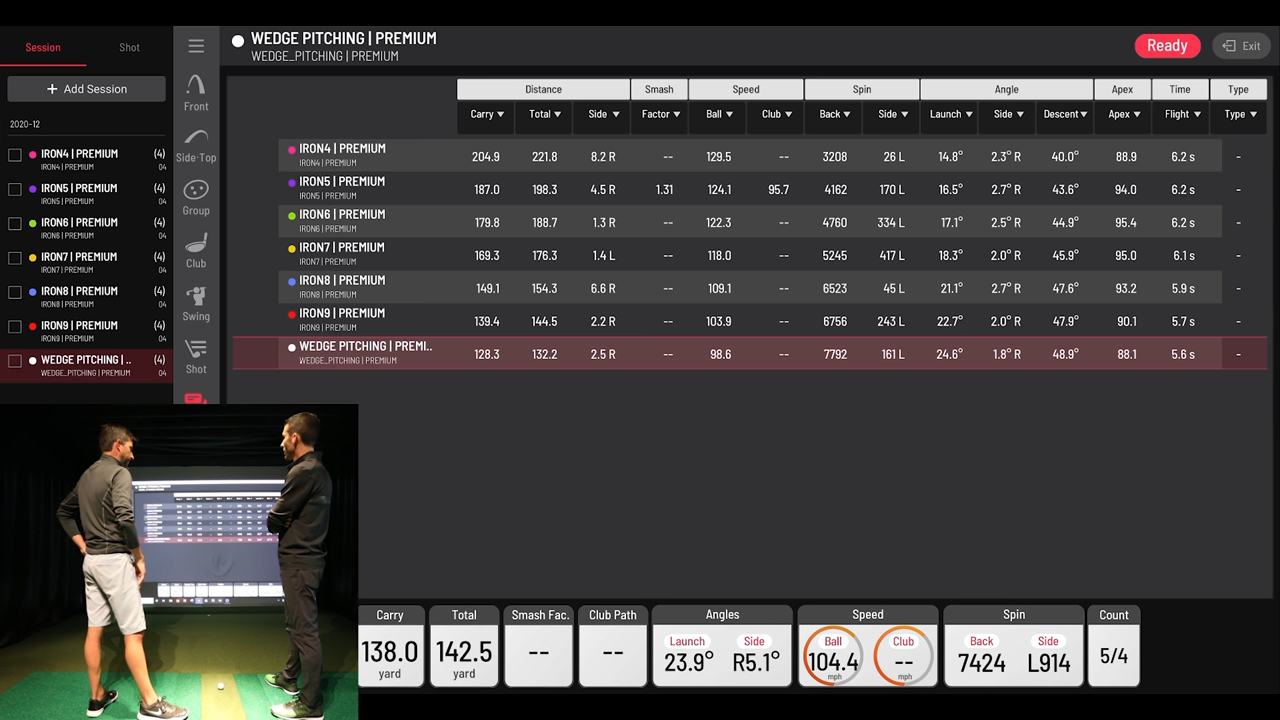 Session Shot
+ Add Session
2020-12
IRON4 | PREMIUM (4)
IRON4 | PREMIUM 04
IRON5 | PREMIUM (4)
IRON5 | PREMIUM 04
IRON6 | PREMIUM (4)
IRON6 | PREMIUM 04
IRON7 | PREMIUM (4)
IRON7 | PREMIUM 04
IRON8 | PREMIUM (4)
IRON8 | PREMIUM 04
IRON9 | PREMIUM (4)
IRON9 | PREMIUM 04
WEDGE PITCHING | .. (4)
WEDGE_PITCHING | PREMIUM 04
Front
Side·Top
Group
Club
Swing
Shot
WEDGE PITCHING | PREMIUM
WEDGE_PITCHING | PREMIUM
Ready Exit
Distance Smash Speed Spin Angle Apex Time Type
Carry Total Side Factor Ball Club Back Side Launch Side Descent Apex Flight Type
IRON4 | PREMIUM
IRON4 | PREMIUM
204.9 221.8 8.2 R -- 129.5 -- 3208 26 L 14.8° 2.3° R 40.0° 88.9 6.2 s -
IRON5 | PREMIUM
IRON5 | PREMIUM
187.0 198.3 4.5 R 1.31 124.1 95.7 4162 170 L 16.5° 2.7° R 43.6° 94.0 6.2 s -
IRON6 | PREMIUM
IRON6 | PREMIUM
179.8 188.7 1.3 R -- 122.3 -- 4760 334 L 17.1° 2.5° R 44.9° 95.4 6.2 s -
IRON7 | PREMIUM
IRON7 | PREMIUM
169.3 176.3 1.4 L -- 118.0 -- 5245 417 L 18.3° 2.0° R 45.9° 95.0 6.1 s -
IRON8 | PREMIUM
IRON8 | PREMIUM
149.1 154.3 6.6 R -- 109.1 -- 6523 45 L 21.1° 2.7° R 47.6° 93.2 5.9 s -
IRON9 | PREMIUM
IRON9 | PREMIUM
139.4 144.5 2.2 R -- 103.9 -- 6756 243 L 22.7° 2.0° R 47.9° 90.1 5.7 s -
WEDGE PITCHING | PREMI..
WEDGE_PITCHING | PREMIUM
128.3 132.2 2.5 R -- 98.6 -- 7792 161 L 24.6° 1.8° R 48.9° 88.1 5.6 s -
Carry Total Smash Fac. Club Path Angles Speed Spin Count
Launch Side Ball Club Back Side
138.0 142.5 -- -- 23.9° R5.1° 104.4 -- 7424 L914 5/4
yard yard mph mph